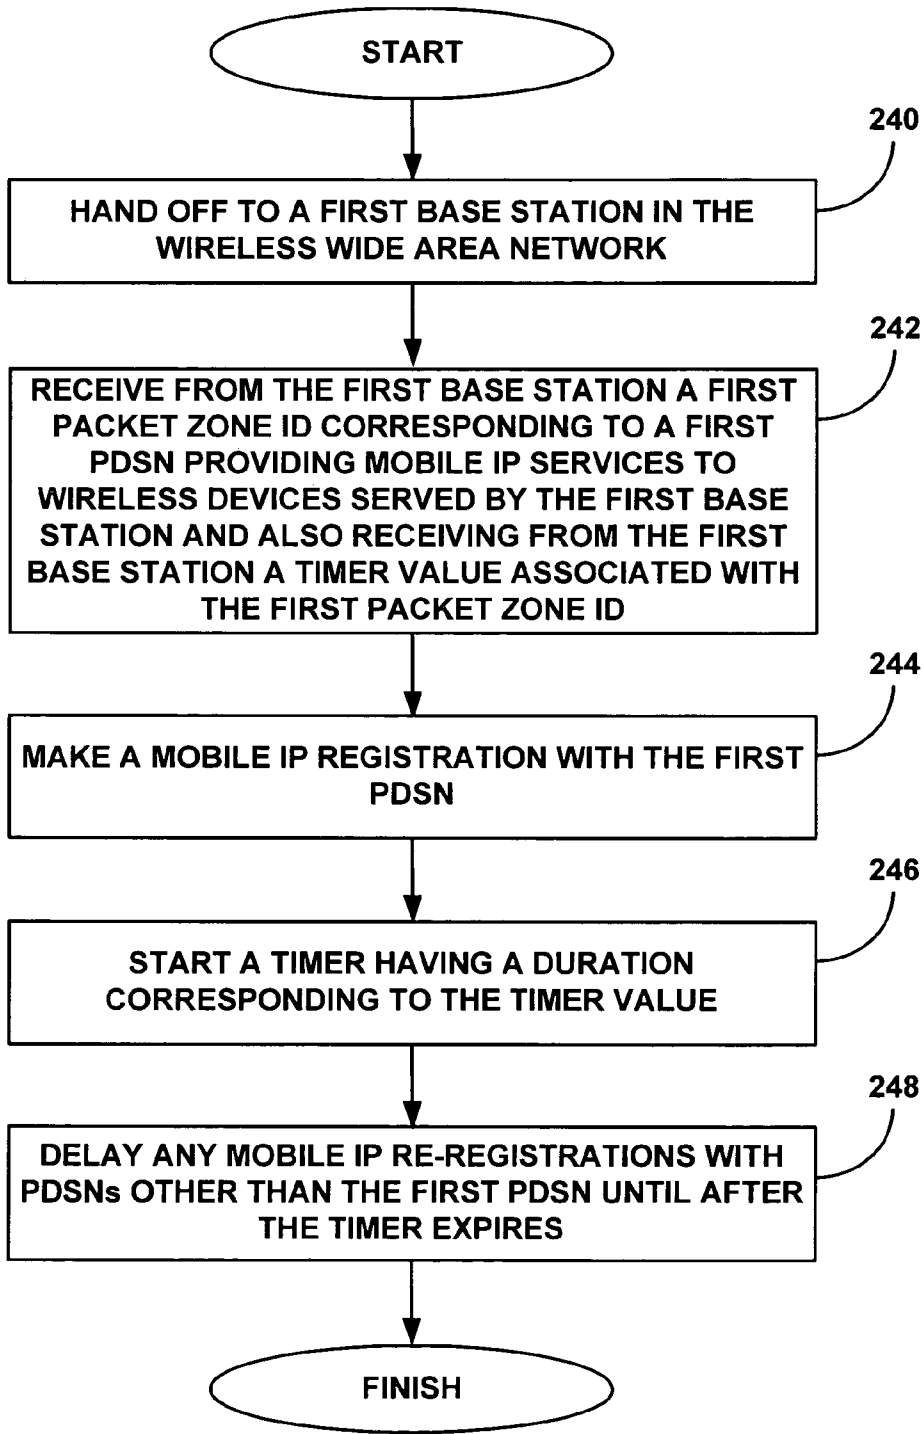 START
240
HAND OFF TO A FIRST BASE STATION IN THE
WIRELESS WIDE AREA NETWORK
242
RECEIVE FROM THE FIRST BASE STATION A FIRST
PACKET ZONE ID CORRESPONDING TO A FIRST
PDSN PROVIDING MOBILE IP SERVICES TO
WIRELESS DEVICES SERVED BY THE FIRST BASE
STATION AND ALSO RECEIVING FROM THE FIRST
BASE STATION A TIMER VALUE ASSOCIATED WITH
THE FIRST PACKET ZONE ID
244
MAKE A MOBILE IP REGISTRATION WITH THE FIRST
PDSN
246
START A TIMER HAVING A DURATION
CORRESPONDING TO THE TIMER VALUE
248
DELAY ANY MOBILE IP RE-REGISTRATIONS WITH
PDSNs OTHER THAN THE FIRST PDSN UNTIL AFTER
THE TIMER EXPIRES
FINISH